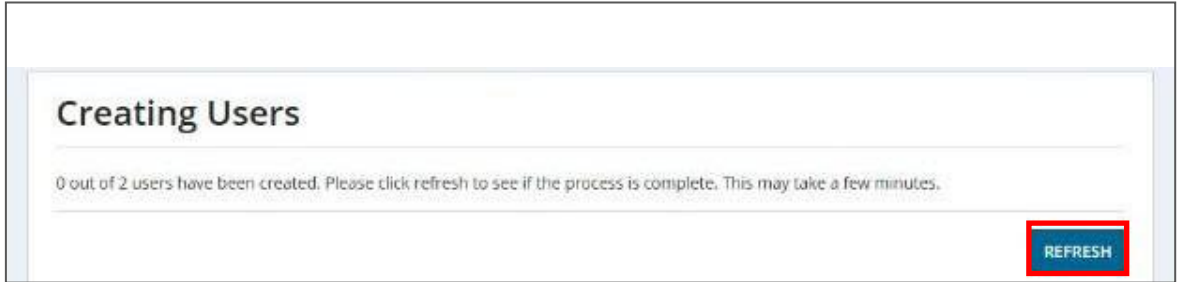 Creating Users
0 out of 2 users have been created. Please click refresh to see if the process is complete. This may take a few minutes.
REFRESH